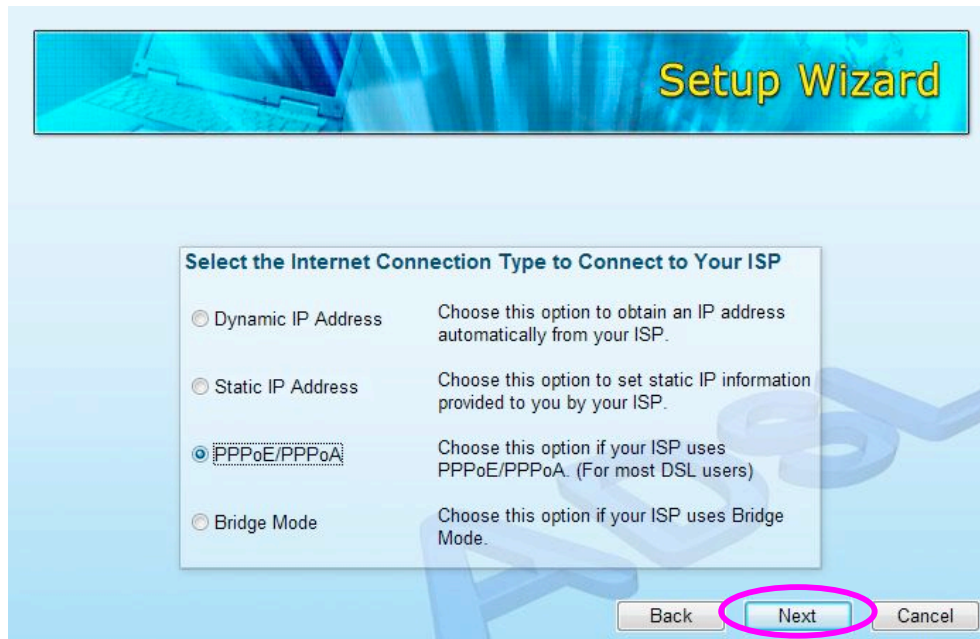 Setup Wizard
Select the Internet Connection Type to Connect to Your ISP
Dynamic IP Address
Choose this option to obtain an IP address
automatically from your ISP.
Static IP Address
Choose this option to set static IP information
provided to you by your ISP.
PPPoE/PPPoA
Choose this option if your ISP uses
PPPoE/PPPoA. (For most DSL users)
Bridge Mode
Choose this option if your ISP uses Bridge
Mode.
ADSL
Back
Next
Cancel